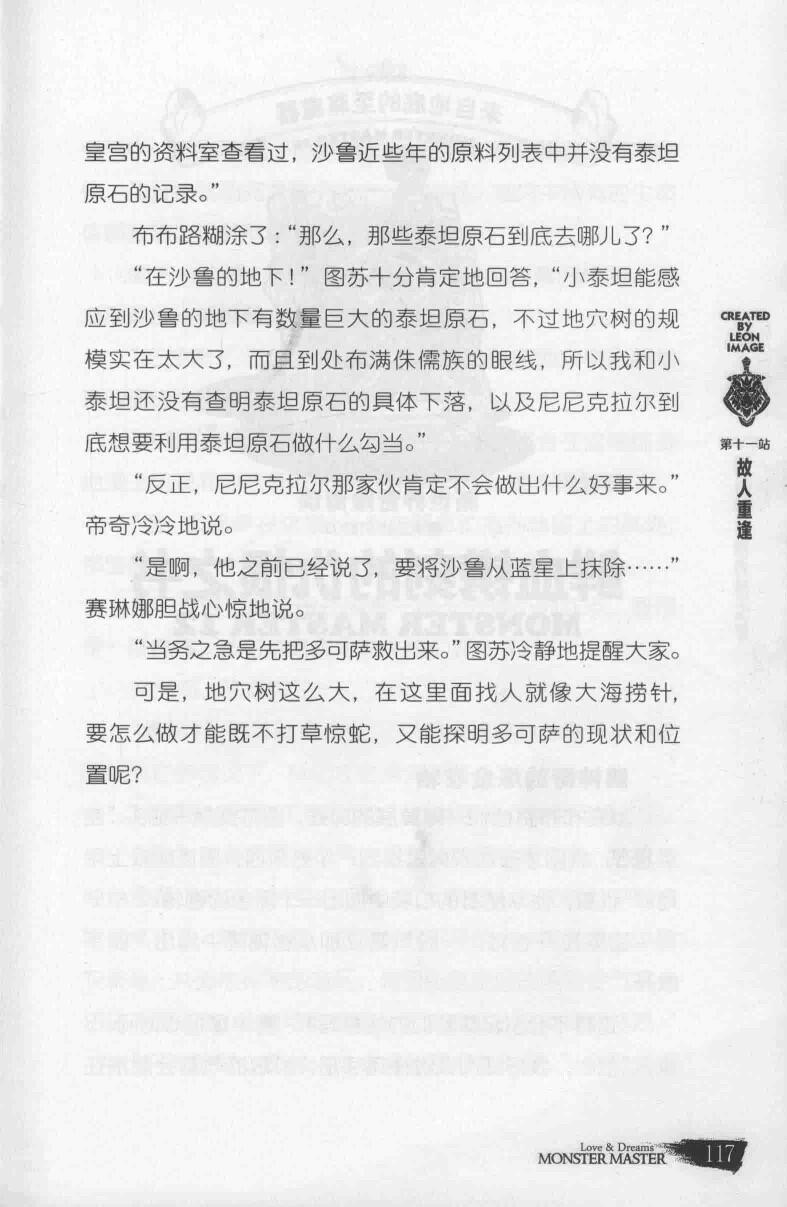 皇宫的资料室查看过，沙鲁近些年的原料列表中并没有泰坦
原石的记录。”
布布路糊涂了：“那么，那些泰坦原石到底去哪儿了？”
“在沙鲁的地下！”图苏十分肯定地回答，“小泰坦能感
应到沙鲁的地下有数量巨大的泰坦原石，不过地穴树的规
模实在太大了，而且到处布满侏儒族的眼线，所以我和小
泰坦还没有查明泰坦原石的具体下落，以及尼尼克拉尔到
底想要利用泰坦原石做什么勾当。”
“反正，尼尼克拉尔那家伙肯定不会做出什么好事来。”
帝奇冷冷地说。
“是啊，他之前已经说了，要将沙鲁从蓝星上抹除……”
赛琳娜胆战心惊地说。
“当务之急是先把多可萨救出来。”图苏冷静地提醒大家。
可是，地穴树这么大，在这里面找人就像大海捞针，
要怎么做才能既不打草惊蛇，又能探明多可萨的现状和位
置呢？
CREATED
BY
LEON
IMAGE
第十一站
故人重逢
Love & Dreams
MONSTER MASTER
117